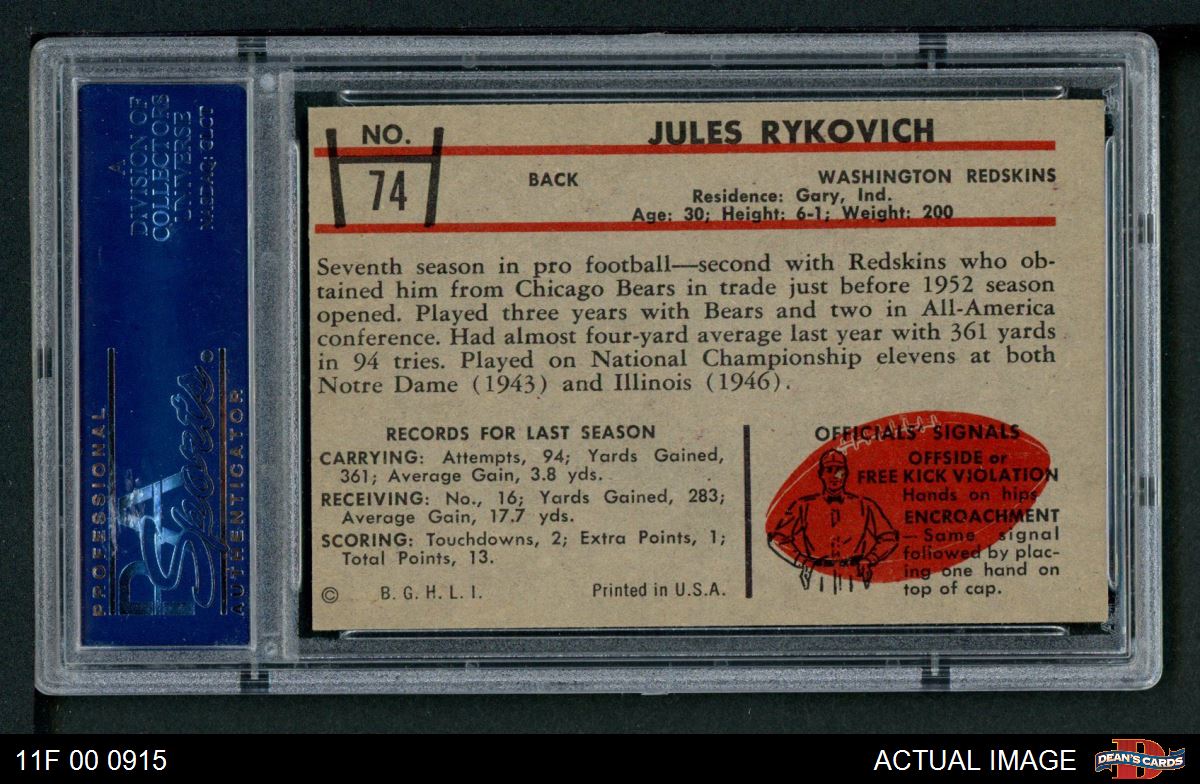 NO.
74
JULES RYKOVICH
BACK
WASHINGTON REDSKINS
Residence: Gary, Ind.
Age: 30; Height: 6-1; Weight: 200
Seventh season in pro football—second with Redskins who ob-
tained him from Chicago Bears in trade just before 1952 season
opened. Played three years with Bears and two in All-America
conference. Had almost four-yard average last year with 361 yards
in 94 tries. Played on National Championship elevens at both
Notre Dame (1943) and Illinois (1946).
RECORDS FOR LAST SEASON
CARRYING: Attempts, 94; Yards Gained,
361; Average Gain, 3.8 yds.
RECEIVING: No., 16; Yards Gained, 283;
Average Gain, 17.7 yds.
SCORING: Touchdowns, 2; Extra Points, 1;
Total Points, 13.
© B. G. H. L. I.
Printed in U.S.A.
OFFICIALS' SIGNALS
OFFSIDE or
FREE KICK VIOLATION
Hands on hips
ENCROACHMENT
—Same signal
followed by plac-
ing one hand on
top of cap.
A
DIVISION OF
COLLECTORS
UNIVERSE
NASDAQ: CLCT
PROFESSIONAL
PSA
Sports
AUTHENTICATOR
11F 00 0915
ACTUAL IMAGE
D
DEAN'S CARDS